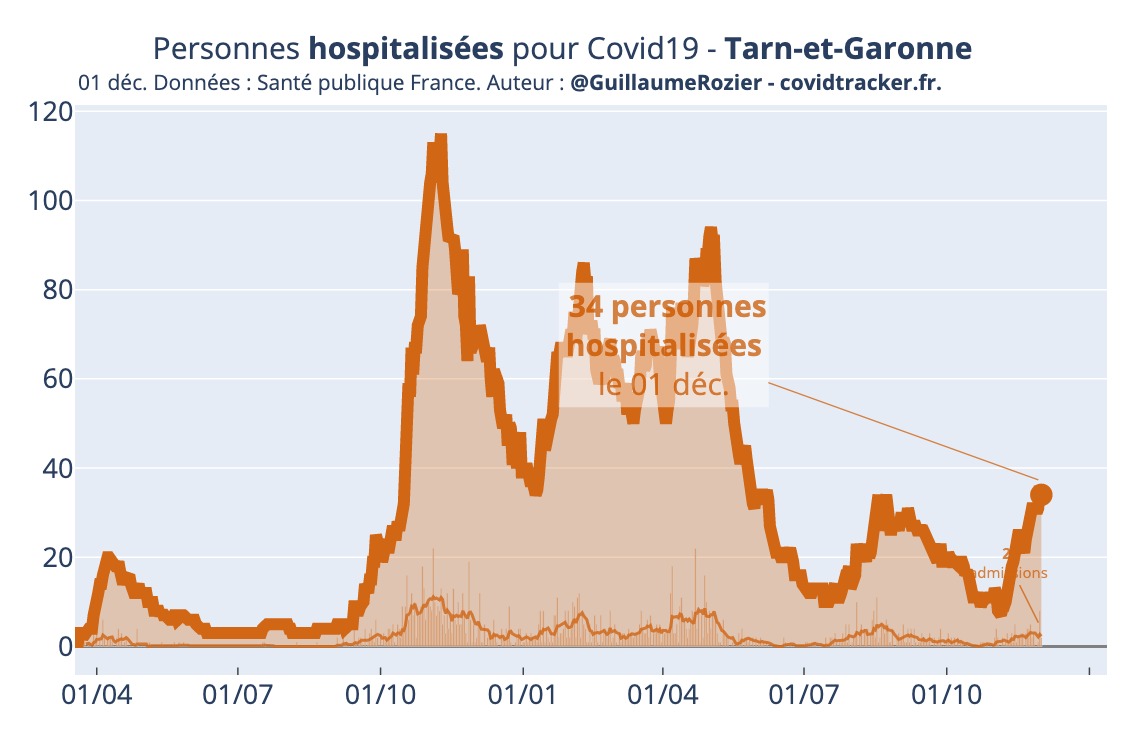 Personnes hospitalisées pour Covid19 - Tarn-et-Garonne
01 déc. Données : Santé publique France. Auteur : @GuillaumeRozier - covidtracker.fr.
120
100
80
60
40
20
0
34 personnes
hospitalisées
le 01 déc.
2
admissions
01/04
01/07
01/10
01/01
01/04
01/07
01/10